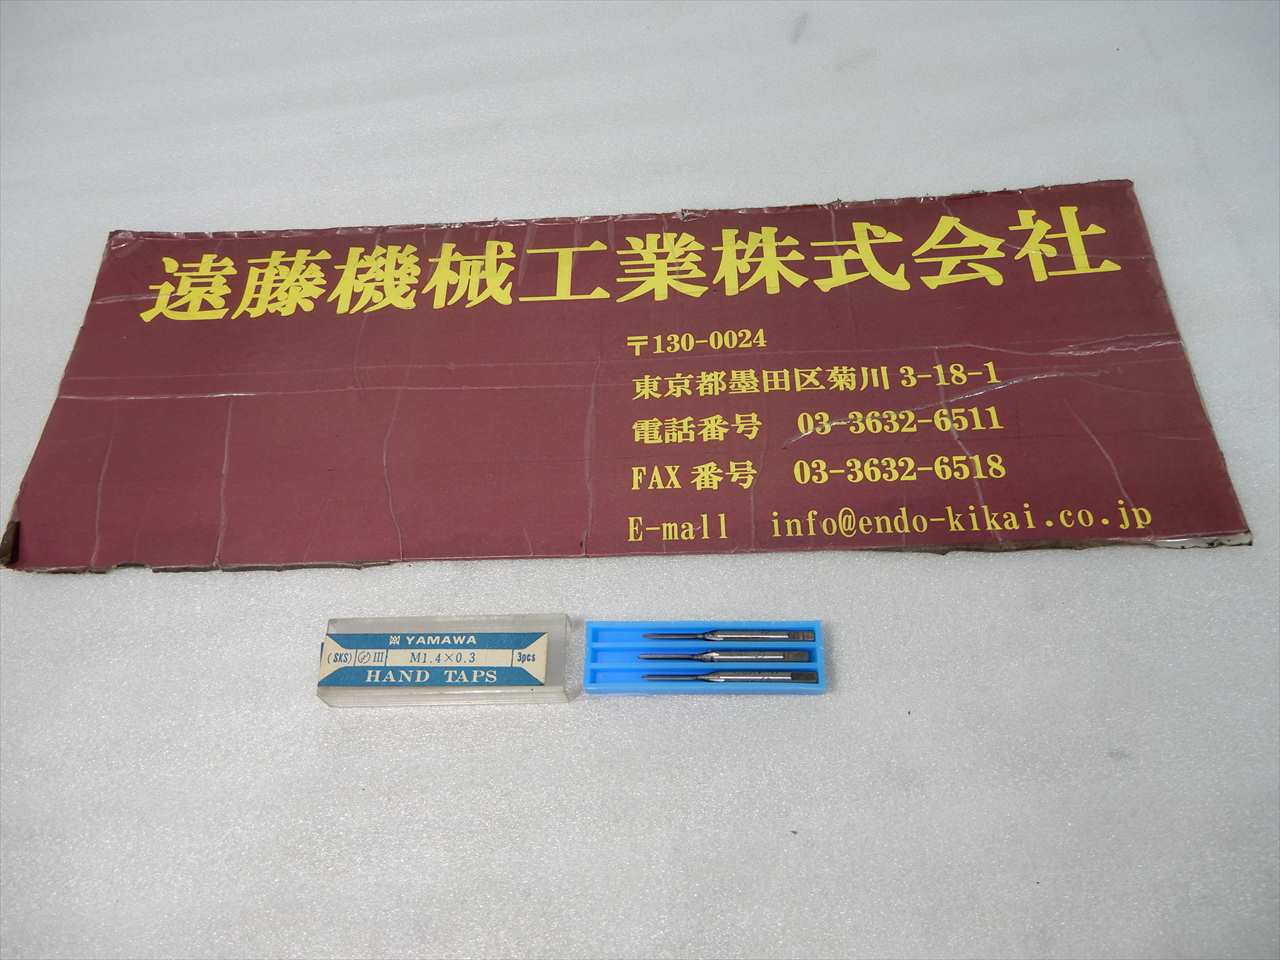 遠藤機械工業株式会社
〒130-0024
東京都墨田区菊川 3-18-1
電話番号 03-3632-6511
FAX 番号 03-3632-6518
E-mall info@endo-kikai.co.jp
YAMAWA
(SKS) III M1.4×0.3 3pcs
HAND TAPS